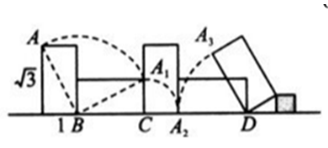 A A₁ A₃
√3
1 B C A₂ D